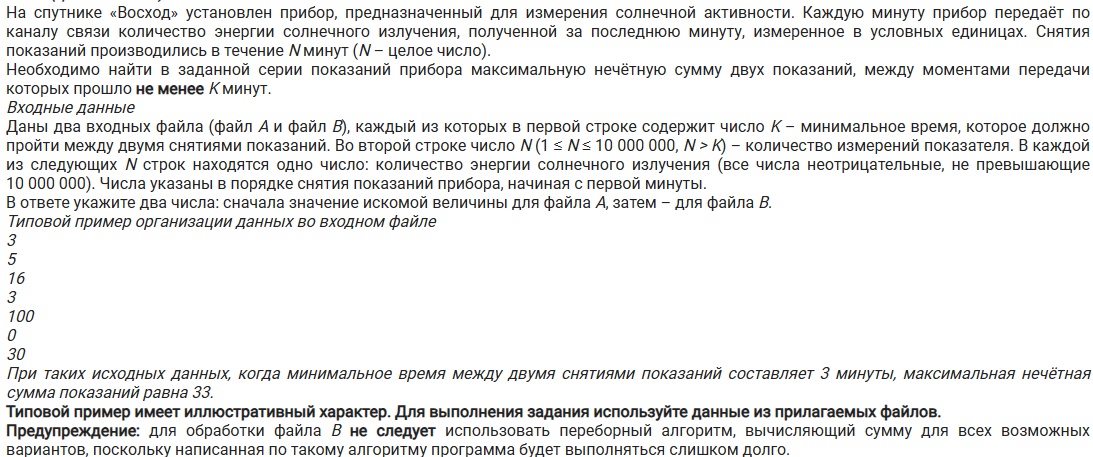 На спутнике «Восход» установлен прибор, предназначенный для измерения солнечной активности. Каждую минуту прибор передаёт по
каналу связи количество энергии солнечного излучения, полученной за последнюю минуту, измеренное в условных единицах. Снятия
показаний производились в течение N минут (N – целое число).
Необходимо найти в заданной серии показаний прибора максимальную нечётную сумму двух показаний, между моментами передачи
которых прошло не менее K минут.
Входные данные
Даны два входных файла (файл A и файл B), каждый из которых в первой строке содержит число K – минимальное время, которое должно
пройти между двумя снятиями показаний. Во второй строке число N (1 ≤ N ≤ 10 000 000, N > K) – количество измерений показателя. В каждой
из следующих N строк находятся одно число: количество энергии солнечного излучения (все числа неотрицательные, не превышающие
10 000 000). Числа указаны в порядке снятия показаний прибора, начиная с первой минуты.
В ответе укажите два числа: сначала значение искомой величины для файла A, затем – для файла B.
Типовой пример организации данных во входном файле
3
5
16
3
100
0
30
При таких исходных данных, когда минимальное время между двумя снятиями показаний составляет 3 минуты, максимальная нечётная
сумма показаний равна 33.
Типовой пример имеет иллюстративный характер. Для выполнения задания используйте данные из прилагаемых файлов.
Предупреждение: для обработки файла B не следует использовать переборный алгоритм, вычисляющий сумму для всех возможных
вариантов, поскольку написанная по такому алгоритму программа будет выполняться слишком долго.